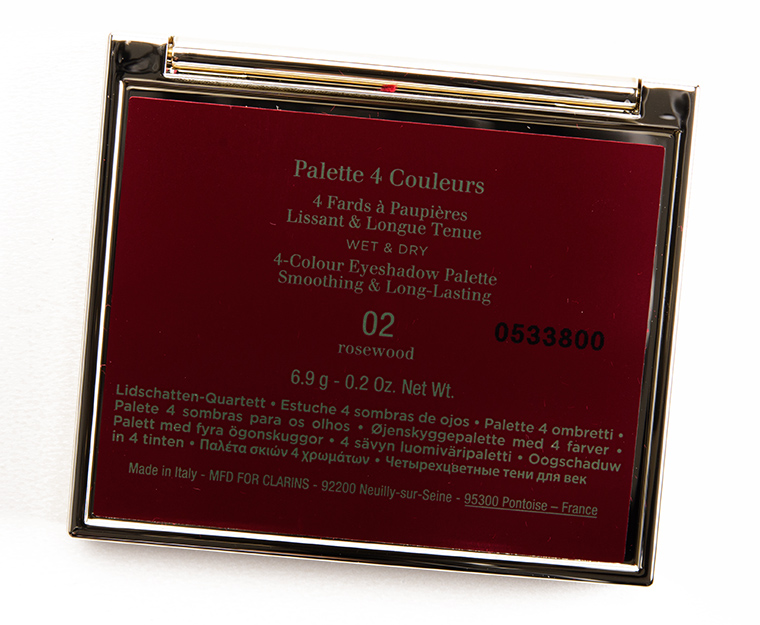 Palette 4 Couleurs
4 Fards à Paupières
Lissant & Longue Tenue
WET & DRY
4-Colour Eyeshadow Palette
Smoothing & Long-Lasting
02
rosewood
0533800
6.9 g - 0.2 Oz. Net Wt.
Lidschatten-Quartett • Estuche 4 sombras de ojos • Palette 4 ombretti •
Palete 4 sombras para os olhos • Øjenskyggepalette med 4 farver •
Palett med fyra ögonskuggor • 4 sävyn luomiväripaletti • Oogschaduw
in 4 tinten • Παλέτα σκιών 4 χρωμάτων • Четырехцветные тени для век
Made in Italy - MFD FOR CLARINS - 92200 Neuilly-sur-Seine - 95300 Pontoise – France